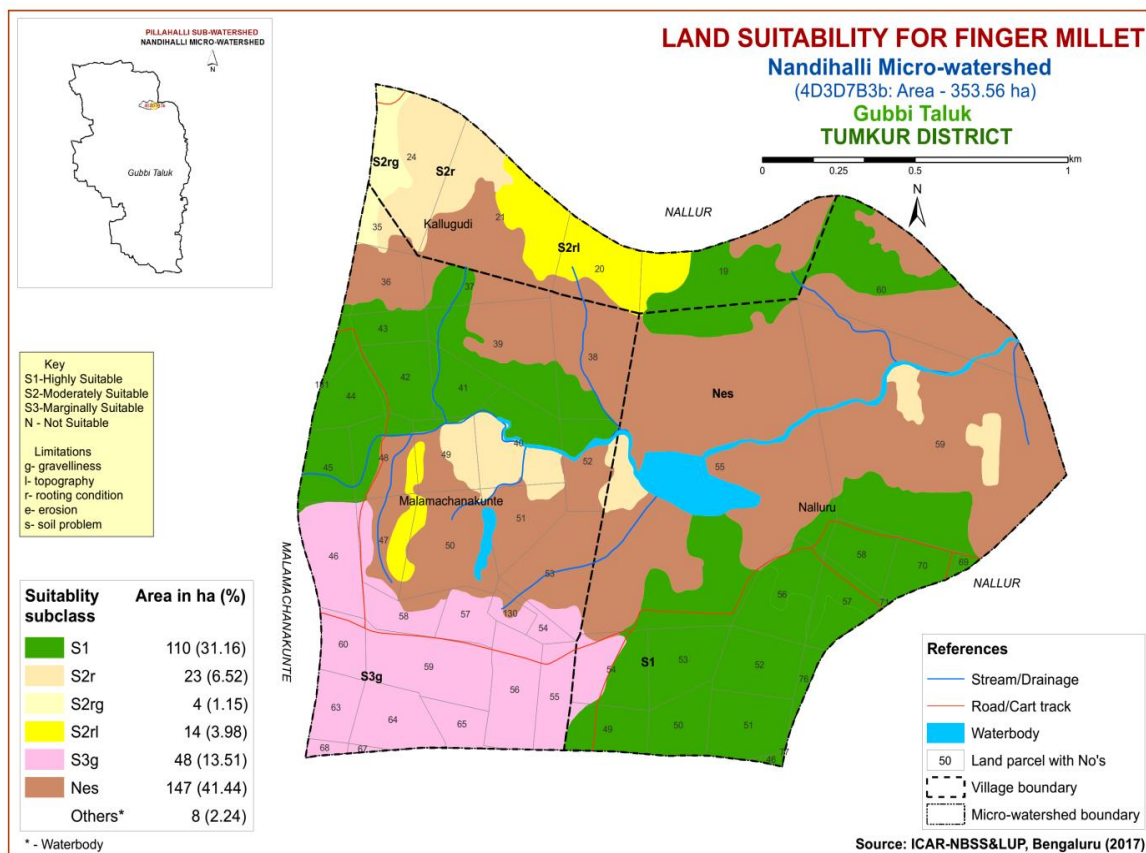 PILLAHALLI SUB-WATERSHED
NANDIHALLI MICRO-WATERSHED
N
Gubbi Taluk
LAND SUITABILITY FOR FINGER MILLET
Nandihalli Micro-watershed
(4D3D7B3b: Area - 353.56 ha)
Gubbi Taluk
TUMKUR DISTRICT
0 0.25 0.5 1
km
N
S2rg
24
S2r
NALLUR
35
Kallugudi
21
S2rl
20
19
60
36
37
43
39
38
42
41
44
Nes
40
49
48
52
55
59
45
Malamachanakunte
51
Nalluru
47
50
46
53
58
70
69
NALLUR
56
57
71
58
57
130
54
MALAMACHANAKUNTE
60
59
S3g
54
S1
53
52
76
56
55
63
64
65
49
50
51
68
67
46
Key
S1-Highly Suitable
S2-Moderately Suitable
S3-Marginally Suitable
N - Not Suitable
Limitations
g- gravelliness
l- topography
r- rooting condition
e- erosion
s- soil problem
Suitablity subclass Area in ha (%)
S1 110 (31.16)
S2r 23 (6.52)
S2rg 4 (1.15)
S2rl 14 (3.98)
S3g 48 (13.51)
Nes 147 (41.44)
Others* 8 (2.24)
* - Waterbody
References
Stream/Drainage
Road/Cart track
Waterbody
50 Land parcel with No's
Village boundary
Micro-watershed boundary
Source: ICAR-NBSS&LUP, Bengaluru (2017)